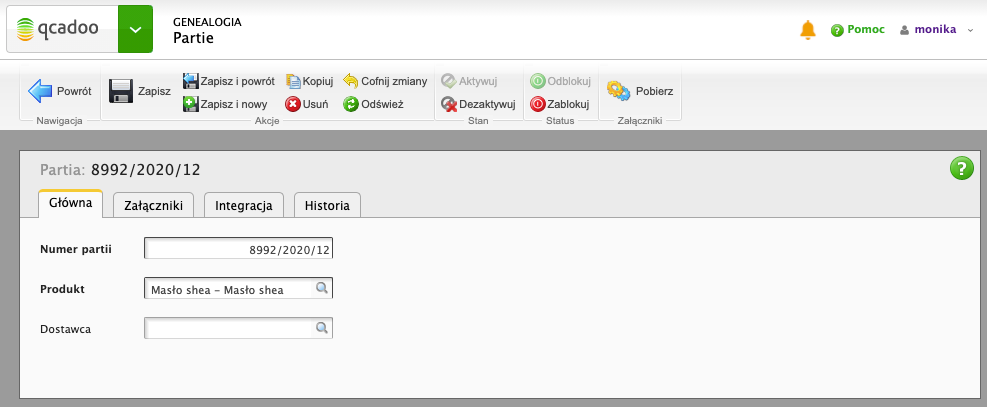 qcadoo
GENEALOGIA
Partie
Pomoc
monika
Powrót
Zapisz
Zapisz i powrót
Kopiuj
Cofnij zmiany
Aktywuj
Odblokuj
Pobierz
Zapisz i nowy
Usuń
Odśwież
Dezaktywuj
Zablokuj
Nawigacja
Akcje
Stan
Status
Załączniki
Partia: 8992/2020/12
Główna
Załączniki
Integracja
Historia
Numer partii
8992/2020/12
Produkt
Masło shea - Masło shea
Dostawca